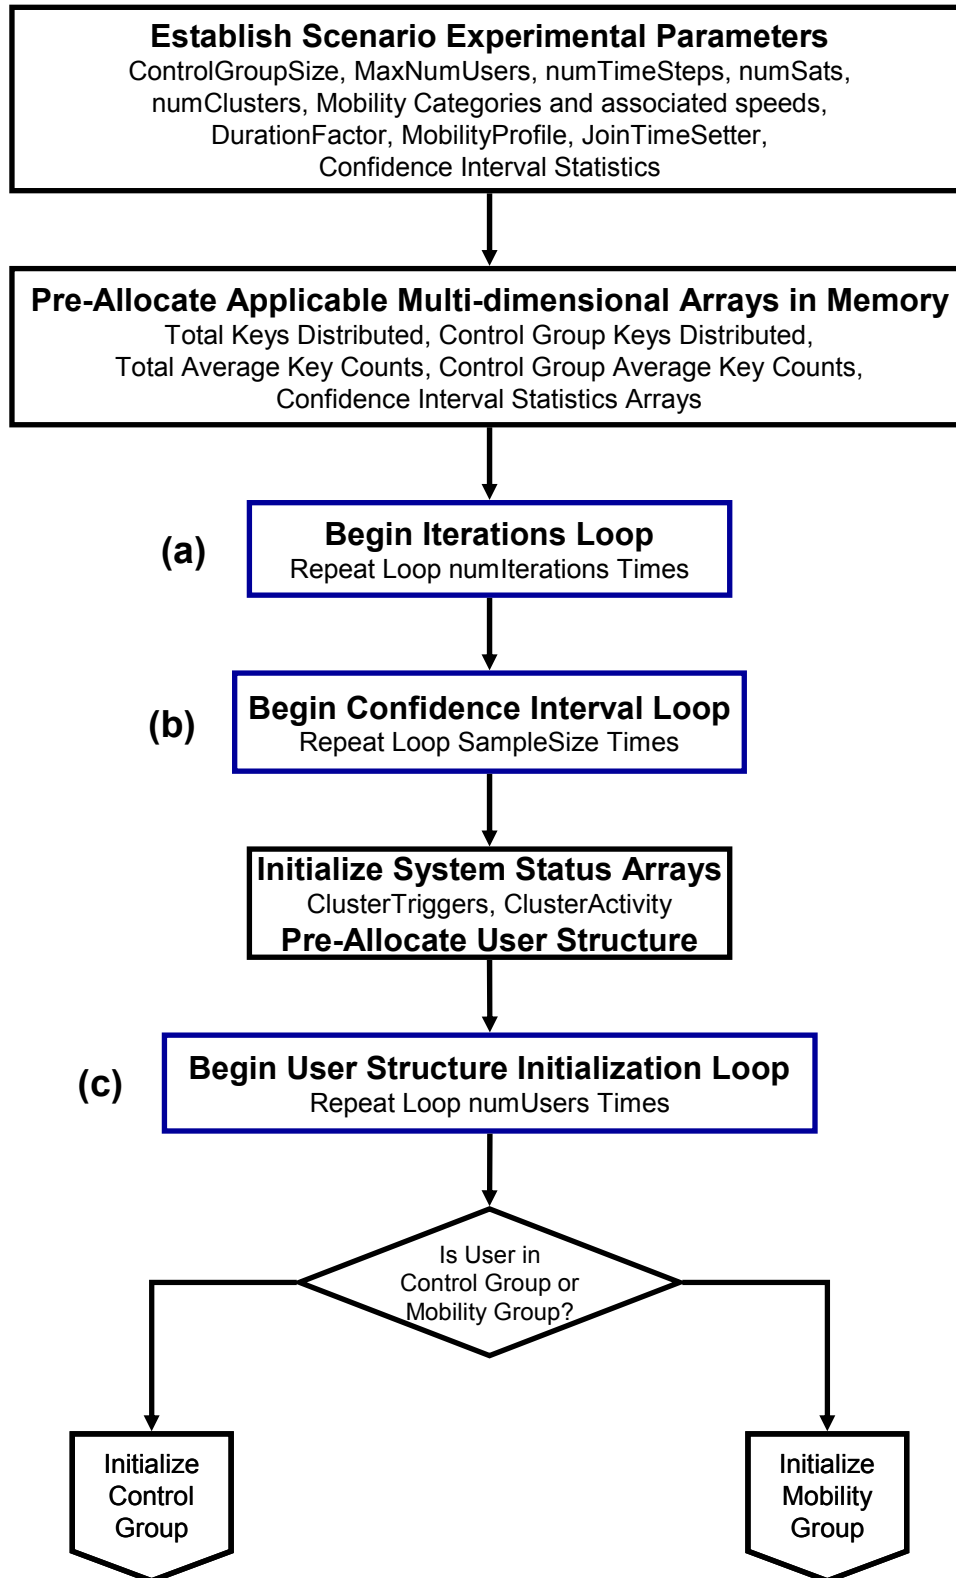 Establish Scenario Experimental Parameters
ControlGroupSize, MaxNumUsers, numTimeSteps, numSats,
numClusters, Mobility Categories and associated speeds,
DurationFactor, MobilityProfile, JoinTimeSetter,
Confidence Interval Statistics
Pre-Allocate Applicable Multi-dimensional Arrays in Memory
Total Keys Distributed, Control Group Keys Distributed,
Total Average Key Counts, Control Group Average Key Counts,
Confidence Interval Statistics Arrays
(a)
Begin Iterations Loop
Repeat Loop numIterations Times
(b)
Begin Confidence Interval Loop
Repeat Loop SampleSize Times
Initialize System Status Arrays
ClusterTriggers, ClusterActivity
Pre-Allocate User Structure
(c)
Begin User Structure Initialization Loop
Repeat Loop numUsers Times
Is User in
Control Group or
Mobility Group?
Initialize
Control
Group
Initialize
Mobility
Group